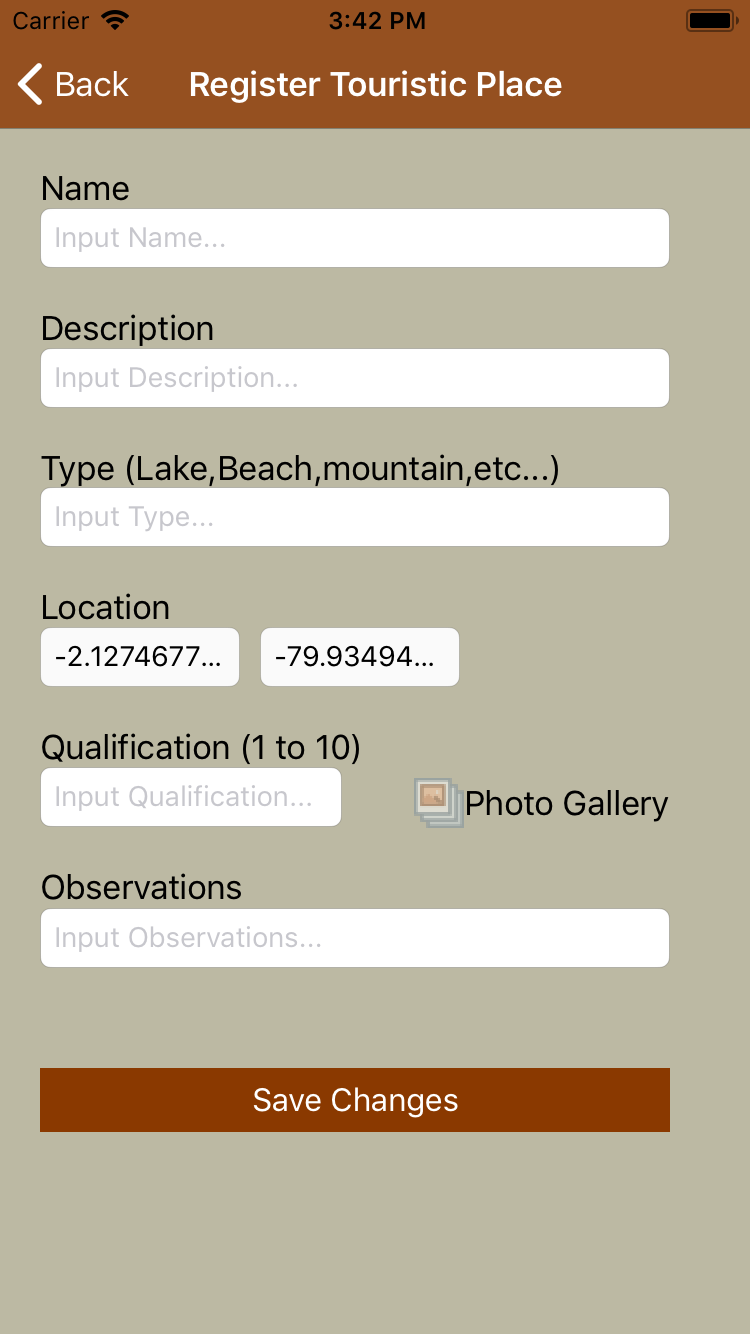 Carrier 3:42 PM
Back Register Touristic Place
Name
Input Name...
Description
Input Description...
Type (Lake,Beach,mountain,etc...)
Input Type...
Location
-2.1274677... -79.93494...
Qualification (1 to 10)
Input Qualification... Photo Gallery
Observations
Input Observations...
Save Changes